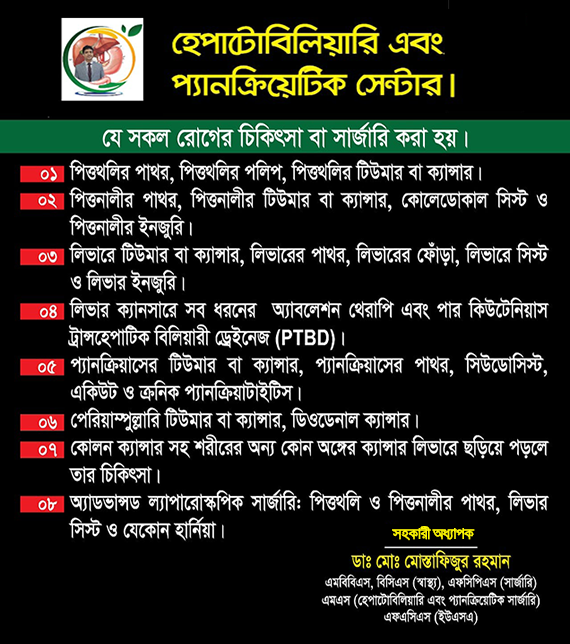 হেপাটোবিলিয়ারি এবং
প্যানক্রিয়েটিক সেন্টার।
যে সকল রোগের চিকিৎসা বা সার্জারি করা হয়।
০১ পিত্তথলির পাথর, পিত্তথলির পলিপ, পিত্তথলির টিউমার বা ক্যান্সার।
০২ পিত্তনালীর পাথর, পিত্তনালীর টিউমার বা ক্যান্সার, কোলেডোকাল সিস্ট ও
পিত্তনালীর ইনজুরি।
০৩ লিভারে টিউমার বা ক্যান্সার, লিভারের পাথর, লিভারের ফোঁড়া, লিভারে সিস্ট
ও লিভার ইনজুরি।
০৪ লিভার ক্যানসারে সব ধরনের অ্যাবলেশন থেরাপি এবং পার কিউটেনিয়াস
ট্রান্সহেপাটিক বিলিয়ারী ড্রেইনেজ (PTBD)।
০৫ প্যানক্রিয়াসের টিউমার বা ক্যান্সার, প্যানক্রিয়াসের পাথর, সিউডোসিস্ট,
একিউট ও ক্রনিক প্যানক্রিয়াটাইটিস।
০৬ পেরিয়াম্পুল্লারি টিউমার বা ক্যান্সার, ডিওডেনাল ক্যান্সার।
০৭ কোলন ক্যান্সার সহ শরীরের অন্য কোন অঙ্গের ক্যান্সার লিভারে ছড়িয়ে পড়লে
তার চিকিৎসা।
০৮ অ্যাডভান্সড ল্যাপারোস্কপিক সার্জারি: পিত্তথলি ও পিত্তনালীর পাথর, লিভার
সিস্ট ও যেকোন হার্নিয়া।
সহকারী অধ্যাপক
ডাঃ মোঃ মোস্তাফিজুর রহমান
এমবিবিএস, বিসিএস (স্বাস্থ্য), এফসিপিএস (সার্জারি)
এমএস (হেপাটোবিলিয়ারি এবং প্যানক্রিয়েটিক সার্জারি)
এফএসিএস (ইউএসএ)